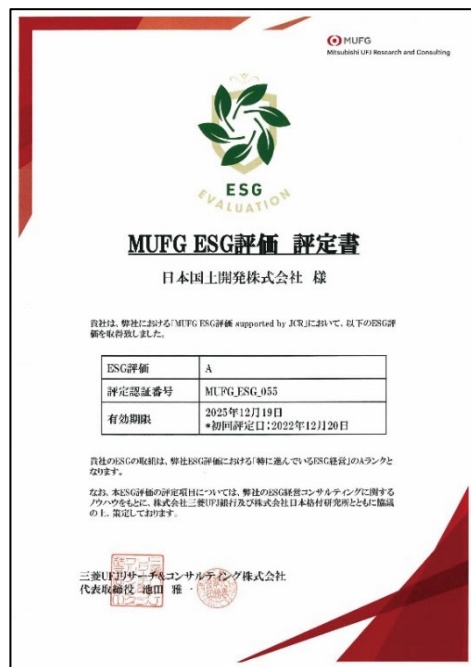 MUFG
Mitsubishi UFJ Research and Consulting
ESG
EVALUATION
MUFG ESG評価 評定書
日本国土開発株式会社 様
貴社は、弊社における「MUFG ESG評価 supported by JCR」において、以下のESG評
価を取得致しました。
ESG評価 A
評定認証番号 MUFG_ESG_055
有効期限 2025年12月19日
*初回評定日：2022年12月20日
貴社のESGの取組は、弊社ESG評価における「特に進んでいるESG経営」のAランクと
なります。
なお、本ESG評価の評定項目については、弊社のESG経営コンサルティングに関する
ノウハウをもとに、株式会社三菱UFJ銀行及び株式会社日本格付研究所とともに協議
の上、策定しております。
三菱UFJリサーチ&コンサルティング株式会社
代表取締役 池田 雅一